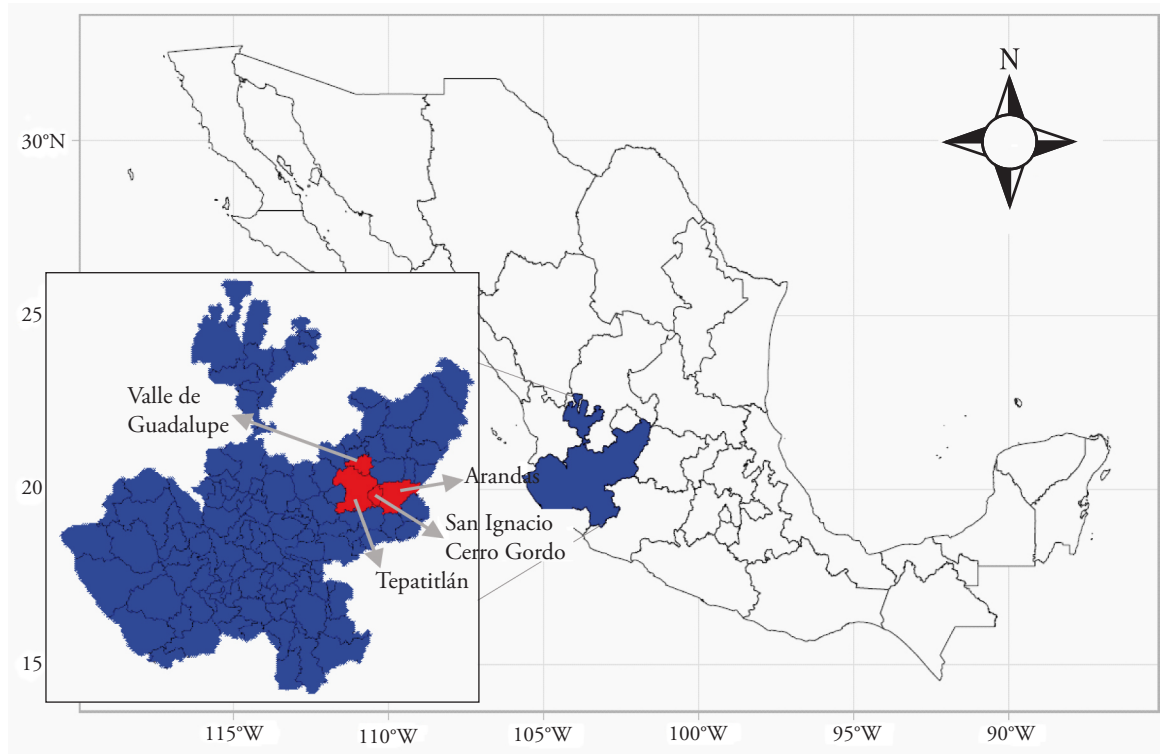 N
30°N
25
Valle de
Guadalupe
20
Arandas
San Ignacio
Cerro Gordo
Tepatitlán
15
115°W
110°W
105°W
100°W
95°W
90°W